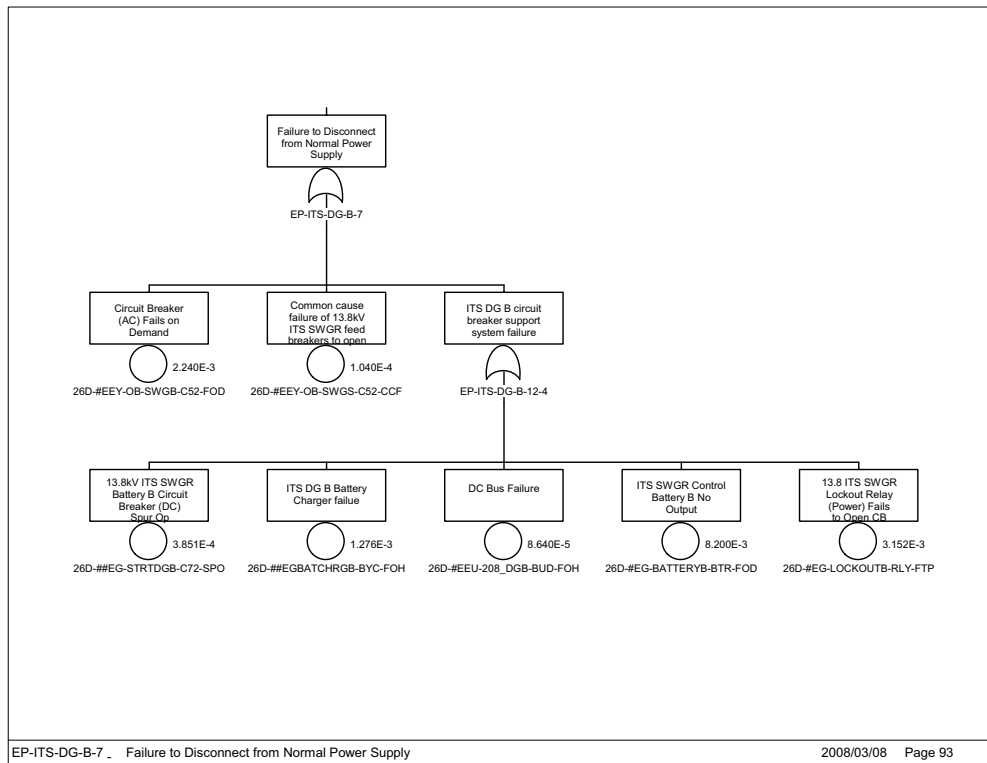 Failure to Disconnect
from Normal Power
Supply
EP-ITS-DG-B-7
Circuit Breaker
(AC) Fails on
Demand
2.240E-3
26D-#EEY-OB-SWGB-C52-FOD
Common cause
failure of 13.8kV
ITS SWGR feed
breakers to open
1.040E-4
26D-#EEY-OB-SWGS-C52-CCF
ITS DG B circuit
breaker support
system failure
EP-ITS-DG-B-12-4
13.8kV ITS SWGR
Battery B Circuit
Breaker (DC)
Spur Op
3.851E-4
26D-##EG-STRTDGB-C72-SPO
ITS DG B Battery
Charger failue
1.276E-3
26D-##EGBATCHRGB-BYC-FOH
DC Bus Failure
8.640E-5
26D-#EEU-208_DGB-BUD-FOH
ITS SWGR Control
Battery B No
Output
8.200E-3
26D-#EG-BATTERYB-BTR-FOD
13.8 ITS SWGR
Lockout Relay
(Power) Fails
to Open CB
3.152E-3
26D-#EG-LOCKOUTB-RLY-FTP
EP-ITS-DG-B-7 _ Failure to Disconnect from Normal Power Supply 2008/03/08 Page 93